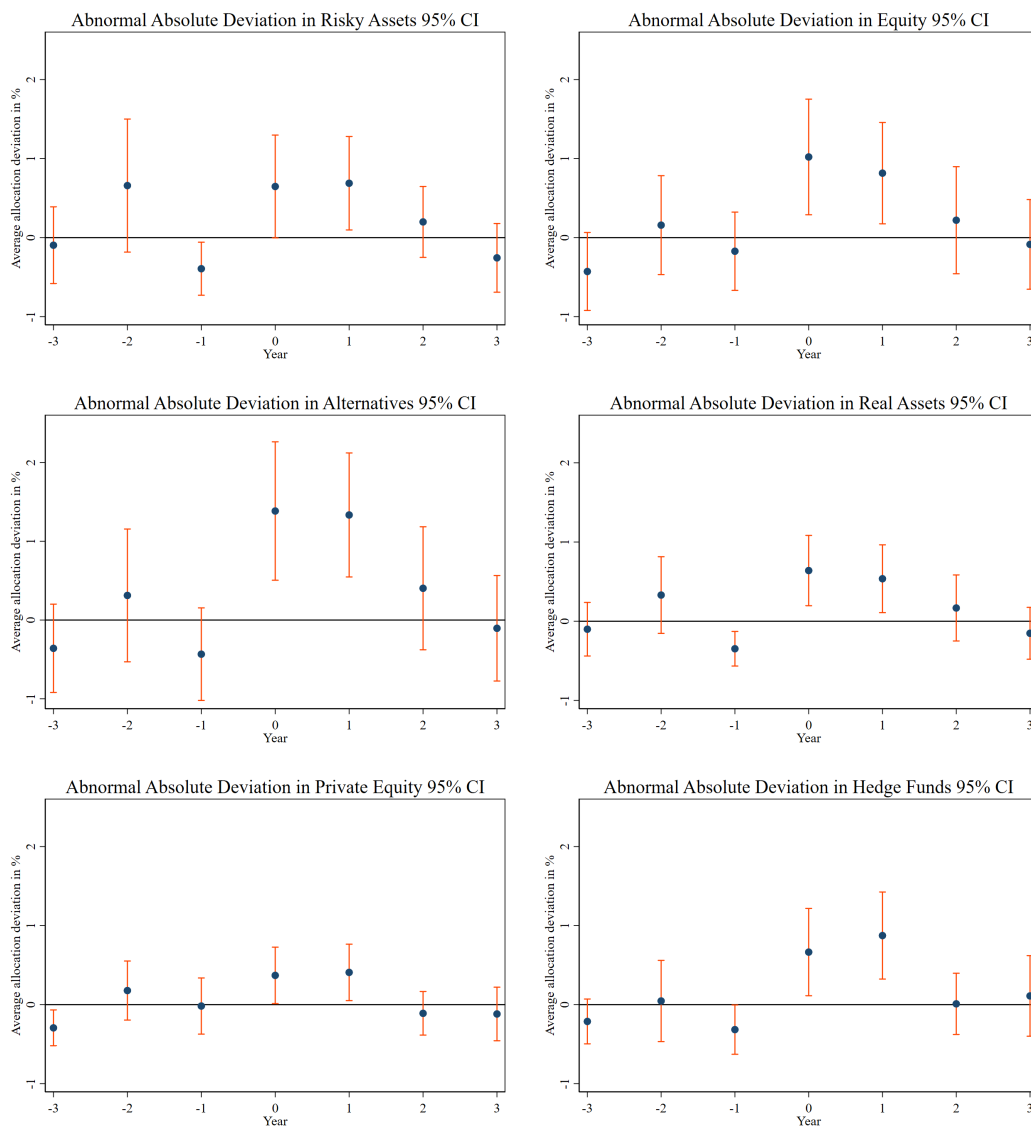 Abnormal Absolute Deviation in Risky Assets 95% CI
Average allocation deviation in %
2
1
0
-1
-3 -2 -1 0 1 2 3
Year
Abnormal Absolute Deviation in Equity 95% CI
Average allocation deviation in %
2
1
0
-1
-3 -2 -1 0 1 2 3
Year
Abnormal Absolute Deviation in Alternatives 95% CI
Average allocation deviation in %
2
1
0
-1
-3 -2 -1 0 1 2 3
Year
Abnormal Absolute Deviation in Real Assets 95% CI
Average allocation deviation in %
2
1
0
-1
-3 -2 -1 0 1 2 3
Year
Abnormal Absolute Deviation in Private Equity 95% CI
Average allocation deviation in %
2
1
0
-1
-3 -2 -1 0 1 2 3
Year
Abnormal Absolute Deviation in Hedge Funds 95% CI
Average allocation deviation in %
2
1
0
-1
-3 -2 -1 0 1 2 3
Year